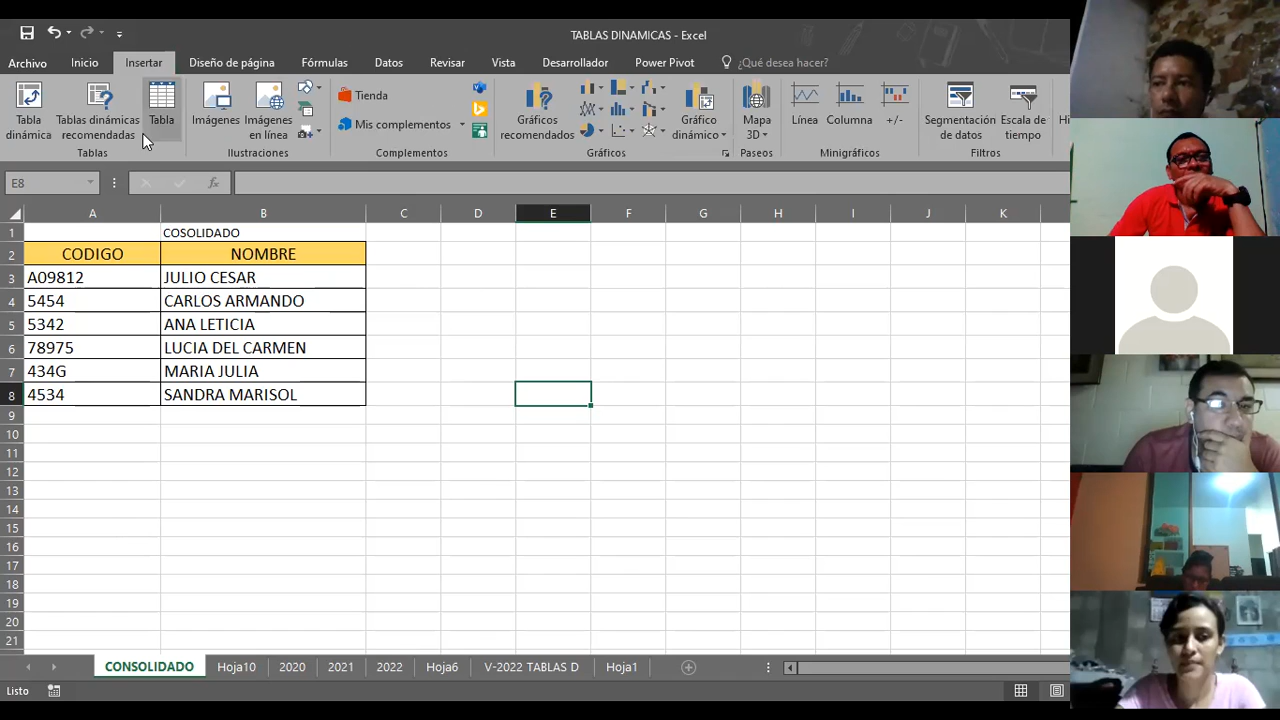 TABLAS DINAMICAS - Excel
Archivo Inicio Insertar Diseño de página Fórmulas Datos Revisar Vista Desarrollador Power Pivot ¿Qué desea hacer?
Tabla dinámica
Tablas dinámicas recomendadas
Tabla
Imágenes
Imágenes en línea
Tienda
Mis complementos
Gráficos recomendados
Gráfico dinámico
Mapa 3D
Línea
Columna
+/-
Segmentación de datos
Escala de tiempo
Hi
Tablas Ilustraciones Complementos Gráficos Paseos Minigráficos Filtros
E8 fx
A B C D E F G H I J K
1 COSOLIDADO
2 CODIGO NOMBRE
3 A09812 JULIO CESAR
4 5454 CARLOS ARMANDO
5 5342 ANA LETICIA
6 78975 LUCIA DEL CARMEN
7 434G MARIA JULIA
8 4534 SANDRA MARISOL
9
10
11
12
13
14
15
16
17
18
19
20
21
CONSOLIDADO Hoja10 2020 2021 2022 Hoja6 V-2022 TABLAS D Hoja1
Listo